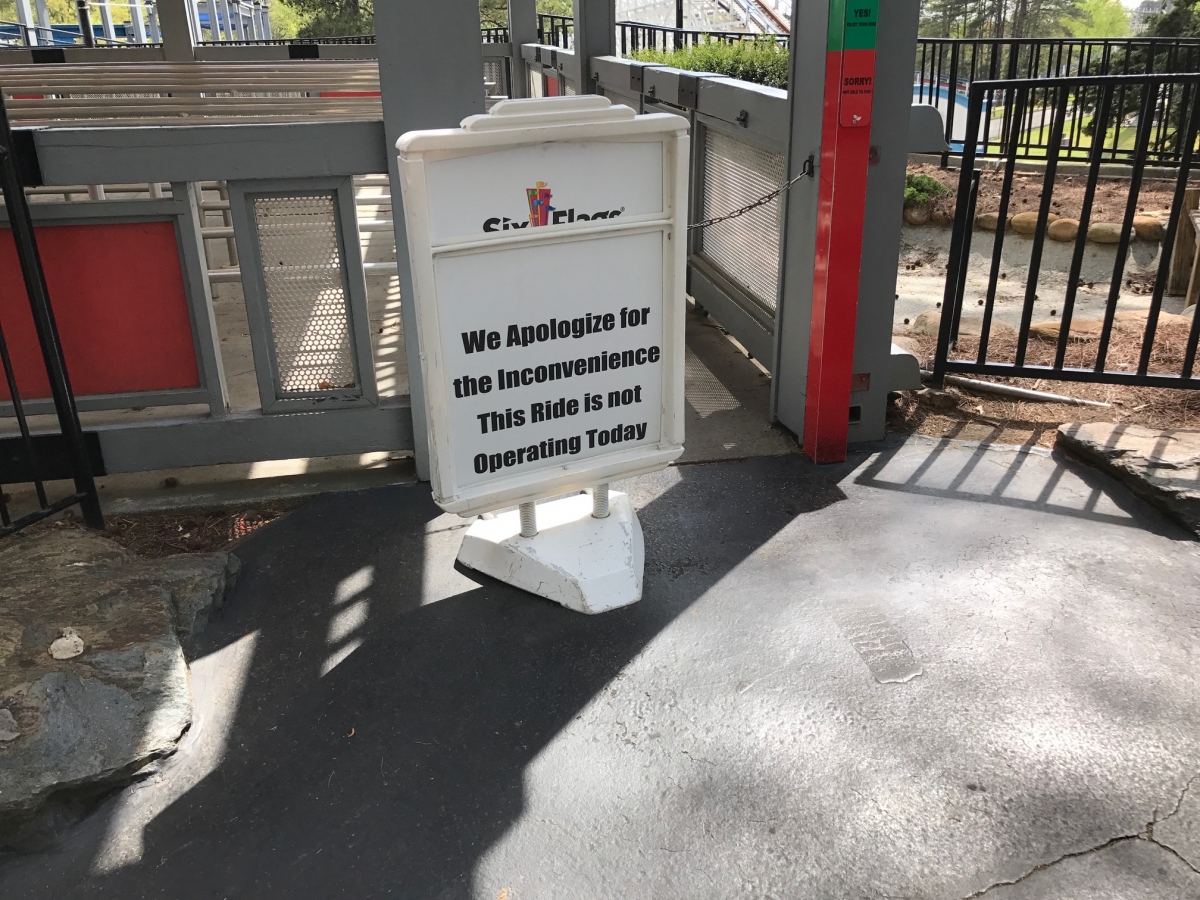 YES!
SORRY!
Six Flags
We Apologize for
the Inconvenience
This Ride is not
Operating Today